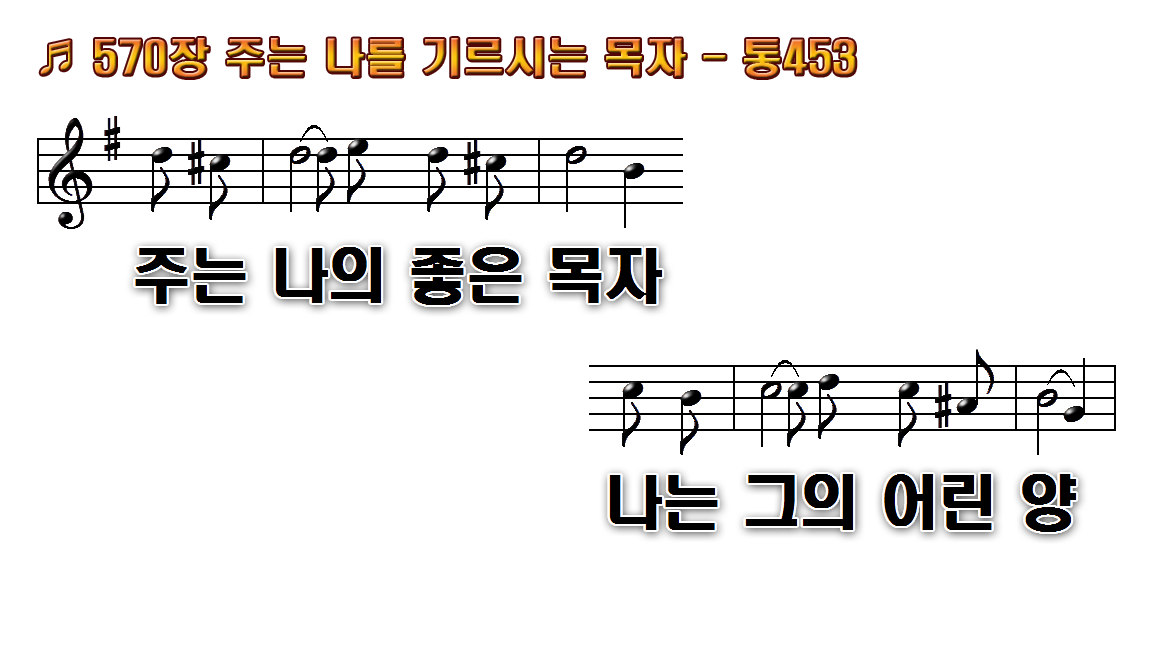 ♬ 570장 주는 나를 기르시는 목자 - 통453
주는 나의 좋은 목자
나는 그의 어린 양